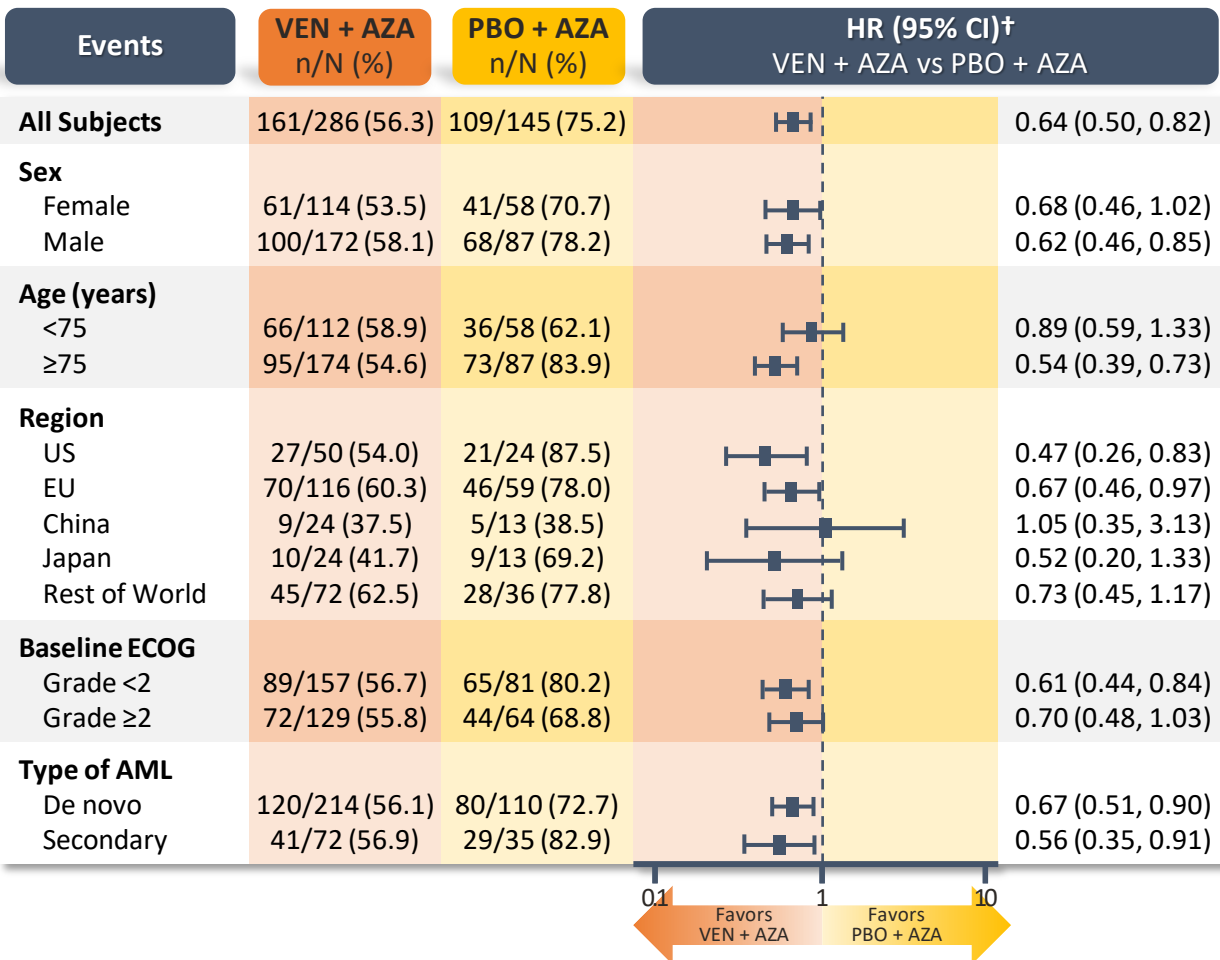 Events
VEN + AZA
n/N (%)
PBO + AZA
n/N (%)
HR (95% CI)†
VEN + AZA vs PBO + AZA
All Subjects 161/286 (56.3) 109/145 (75.2) 0.64 (0.50, 0.82)
Sex
Female 61/114 (53.5) 41/58 (70.7) 0.68 (0.46, 1.02)
Male 100/172 (58.1) 68/87 (78.2) 0.62 (0.46, 0.85)
Age (years)
<75 66/112 (58.9) 36/58 (62.1) 0.89 (0.59, 1.33)
≥75 95/174 (54.6) 73/87 (83.9) 0.54 (0.39, 0.73)
Region
US 27/50 (54.0) 21/24 (87.5) 0.47 (0.26, 0.83)
EU 70/116 (60.3) 46/59 (78.0) 0.67 (0.46, 0.97)
China 9/24 (37.5) 5/13 (38.5) 1.05 (0.35, 3.13)
Japan 10/24 (41.7) 9/13 (69.2) 0.52 (0.20, 1.33)
Rest of World 45/72 (62.5) 28/36 (77.8) 0.73 (0.45, 1.17)
Baseline ECOG
Grade <2 89/157 (56.7) 65/81 (80.2) 0.61 (0.44, 0.84)
Grade ≥2 72/129 (55.8) 44/64 (68.8) 0.70 (0.48, 1.03)
Type of AML
De novo 120/214 (56.1) 80/110 (72.7) 0.67 (0.51, 0.90)
Secondary 41/72 (56.9) 29/35 (82.9) 0.56 (0.35, 0.91)
0.1 1 10
Favors
VEN + AZA
Favors
PBO + AZA